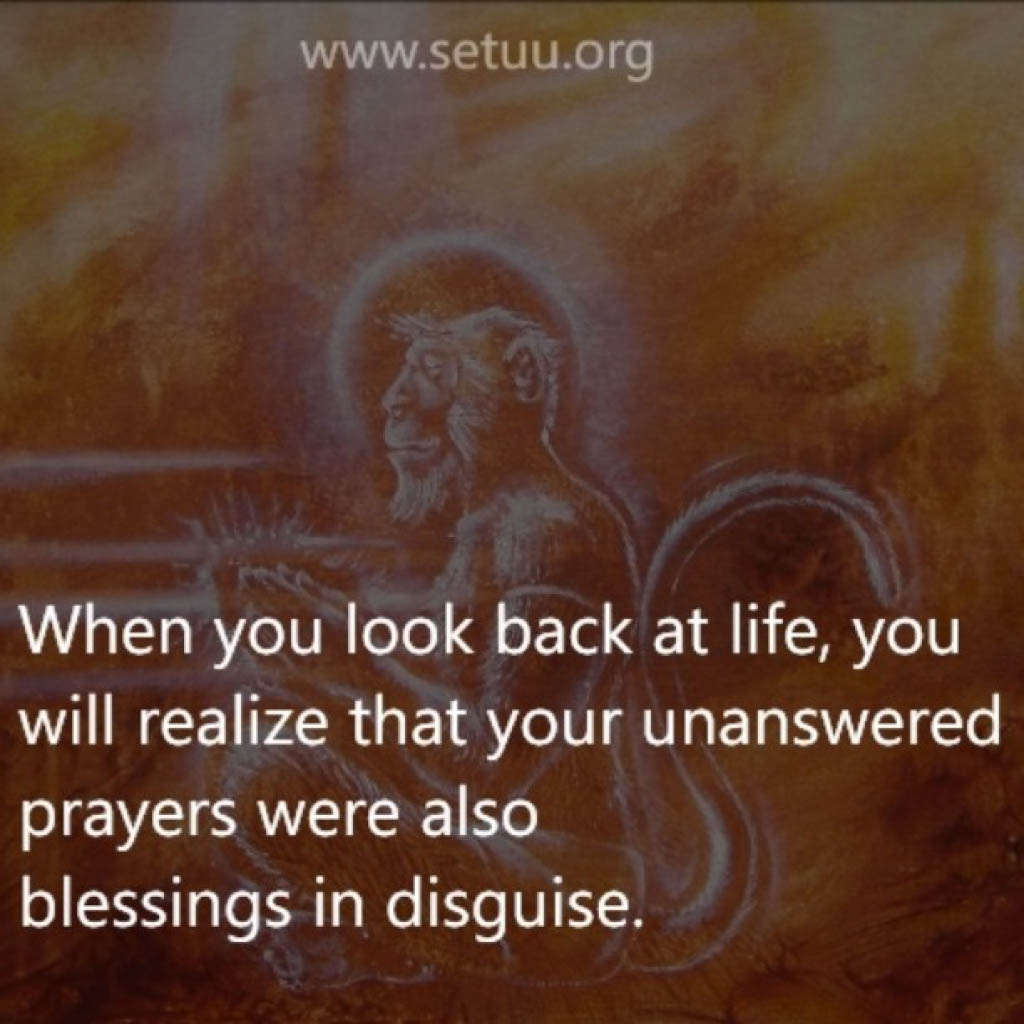 www.setuu.org
When you look back at life, you
will realize that your unanswered
prayers were also
blessings in disguise.